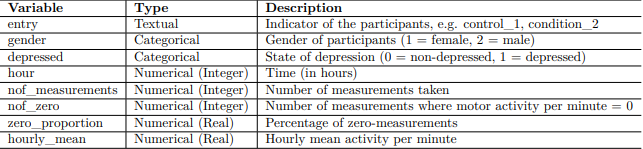 Variable Type Description
entry Textual Indicator of the participants, e.g. control_1, condition_2
gender Categorical Gender of participants (1 = female, 2 = male)
depressed Categorical State of depression (0 = non-depressed, 1 = depressed)
hour Numerical (Integer) Time (in hours)
nof_measurements Numerical (Integer) Number of measurements taken
nof_zero Numerical (Integer) Number of measurements where motor activity per minute = 0
zero_proportion Numerical (Real) Percentage of zero-measurements
hourly_mean Numerical (Real) Hourly mean activity per minute